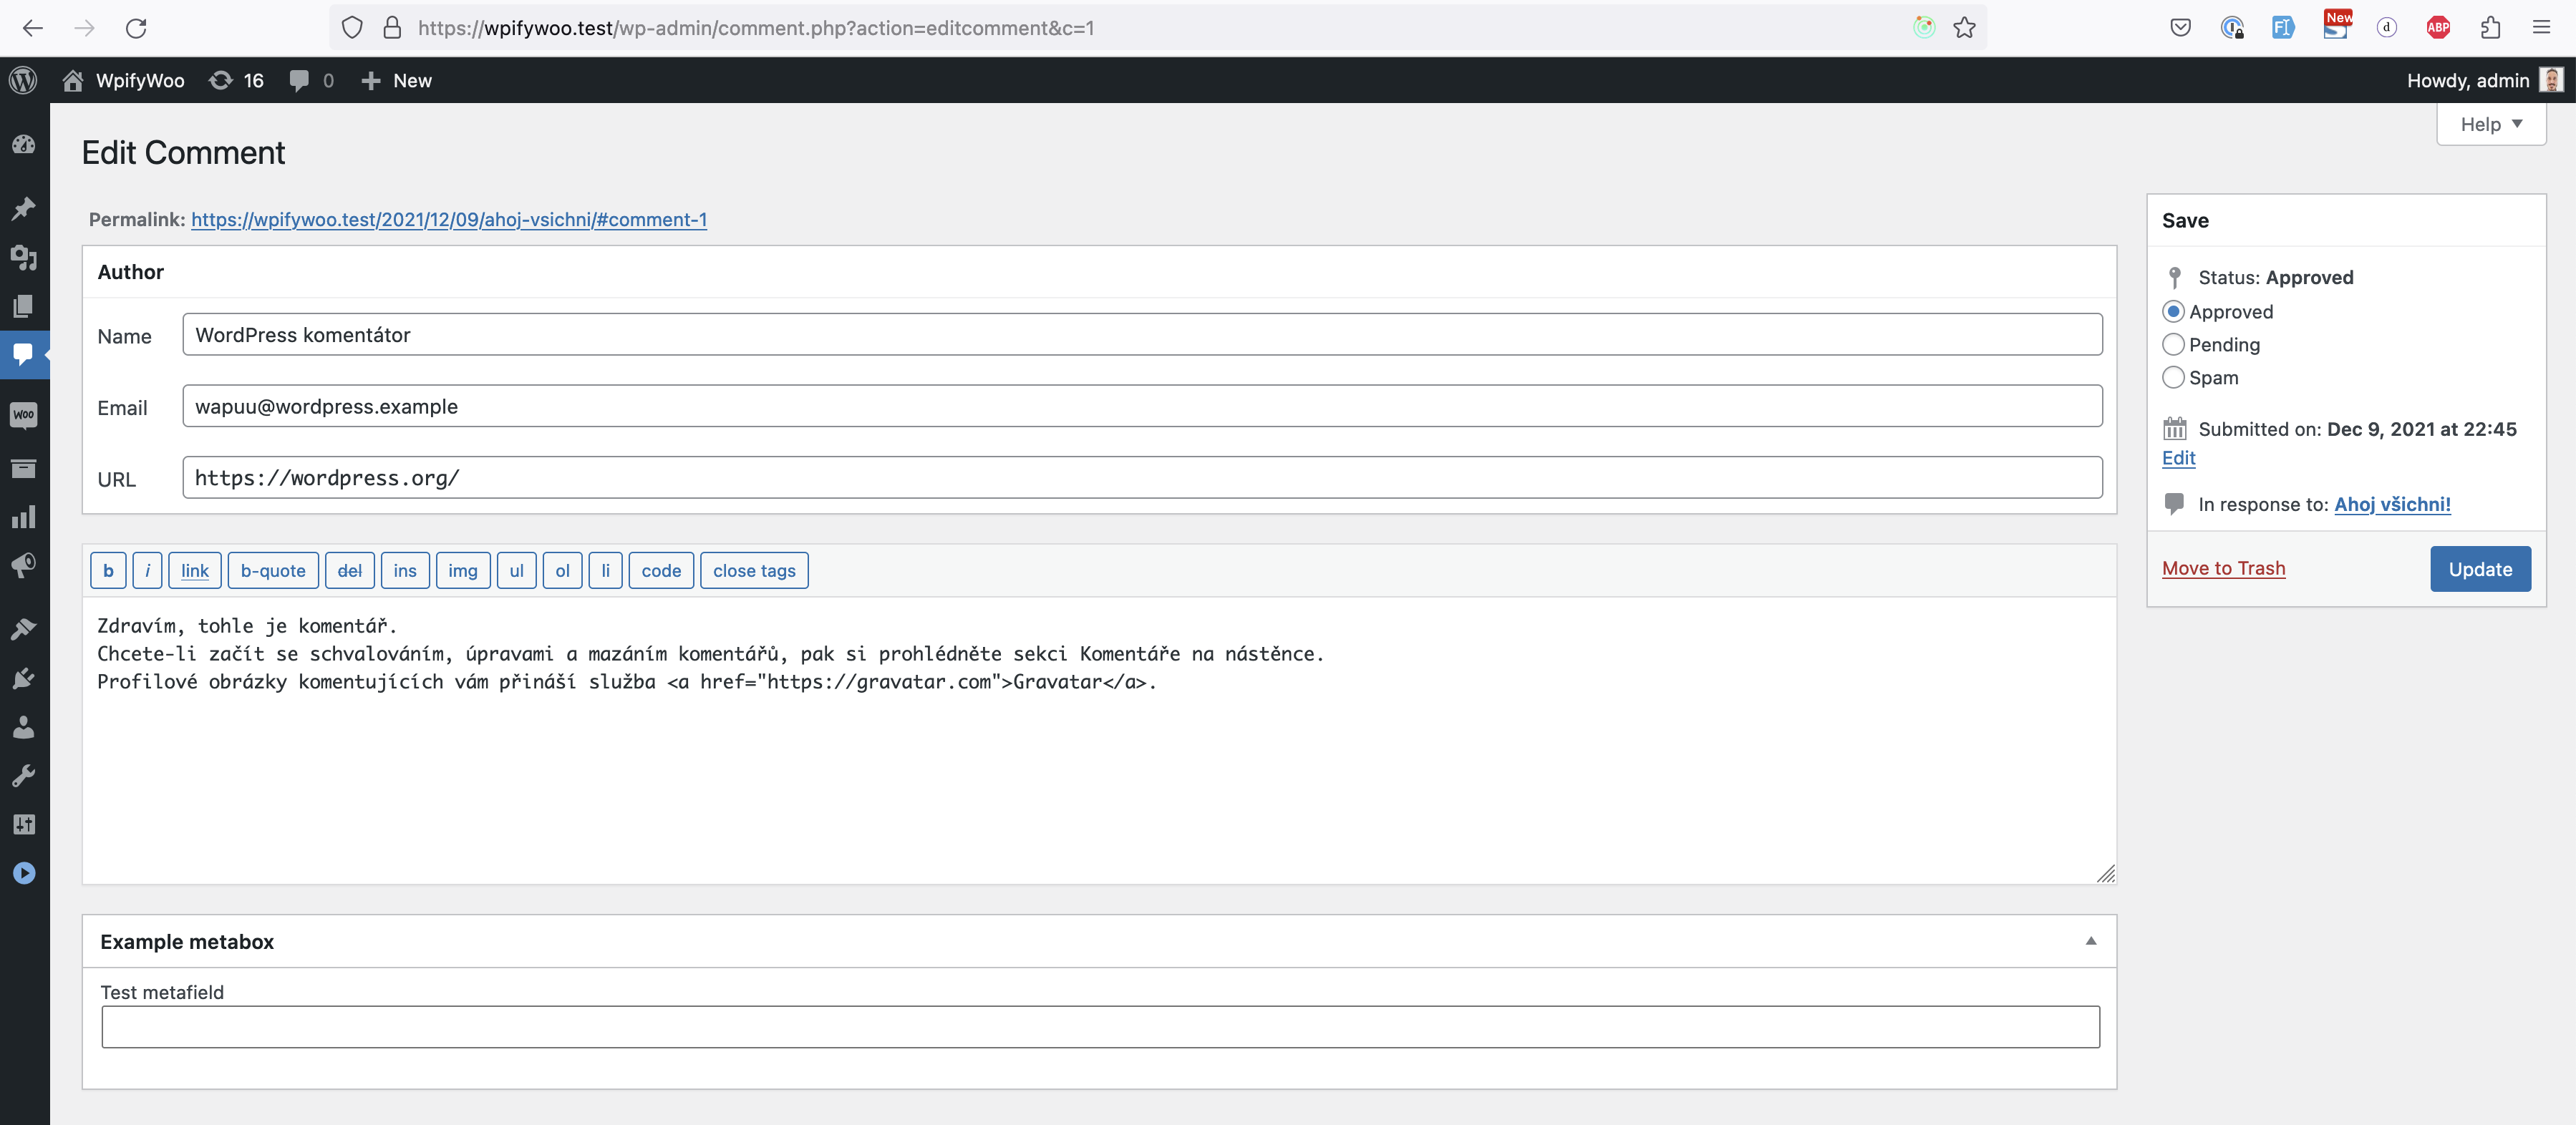 https://wpifywoo.test/wp-admin/comment.php?action=editcomment&c=1
New
ABP
WpifyWoo 16 0 New
Howdy, admin
Help
Edit Comment
Permalink: https://wpifywoo.test/2021/12/09/ahoj-vsichni/#comment-1
Author
Name WordPress komentátor
Email wapuu@wordpress.example
URL https://wordpress.org/
b i link b-quote del ins img ul ol li code close tags
Zdravím, tohle je komentář.
Chcete-li začít se schvalováním, úpravami a mazáním komentářů, pak si prohlédněte sekci Komentáře na nástěnce.
Profilové obrázky komentujících vám přináší služba <a href="https://gravatar.com">Gravatar</a>.
Example metabox
Test metafield
Save
Status: Approved
Approved
Pending
Spam
Submitted on: Dec 9, 2021 at 22:45
Edit
In response to: Ahoj všichni!
Move to Trash Update
Woo